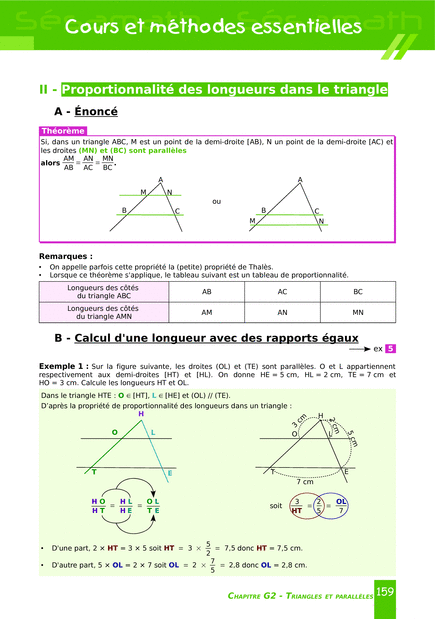 Cours et méthodes essentielles
II - Proportionnalité des longueurs dans le triangle
A - Énoncé
Théorème
Si, dans un triangle ABC, M est un point de la demi-droite [AB), N un point de la demi-droite [AC) et
les droites (MN) et (BC) sont parallèles
alors AM/AB = AN/AC = MN/BC.
A
M N
B C
ou
A
B C
M N
Remarques :
• On appelle parfois cette propriété la (petite) propriété de Thalès.
• Lorsque ce théorème s'applique, le tableau suivant est un tableau de proportionnalité.
Longueurs des côtés
du triangle ABC AB AC BC
Longueurs des côtés
du triangle AMN AM AN MN
B - Calcul d'une longueur avec des rapports égaux
ex 5
Exemple 1 : Sur la figure suivante, les droites (OL) et (TE) sont parallèles. O et L appartiennent
respectivement aux demi-droites [HT) et [HL). On donne HE = 5 cm, HL = 2 cm, TE = 7 cm et
HO = 3 cm. Calcule les longueurs HT et OL.
Dans le triangle HTE : O ∈ [HT], L ∈ [HE] et (OL) // (TE).
D'après la propriété de proportionnalité des longueurs dans un triangle :
H
O L
T E
H
3 cm 2 cm
O L
5 cm
T E
7 cm
HO/HT = HL/HE = OL/TE
soit 3/HT = 2/5 = OL/7
• D'une part, 2 × HT = 3 × 5 soit HT = 3 × 5/2 = 7,5 donc HT = 7,5 cm.
• D'autre part, 5 × OL = 2 × 7 soit OL = 2 × 7/5 = 2,8 donc OL = 2,8 cm.
CHAPITRE G2 - TRIANGLES ET PARALLÈLES 159